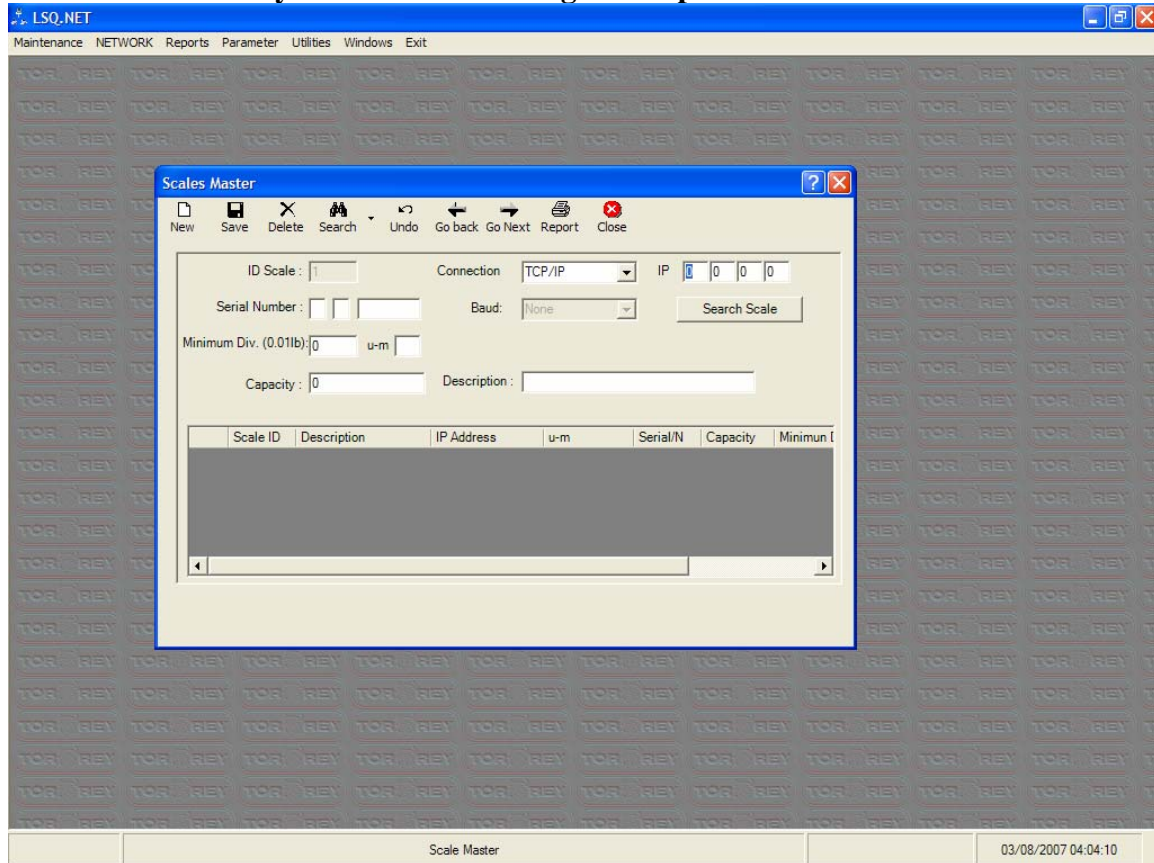 LSQ.NET
Maintenance NETWORK Reports Parameter Utilities Windows Exit
Scales Master
New Save Delete Search Undo Go back Go Next Report Close
ID Scale : 1 Connection TCP/IP IP 0 0 0 0
Serial Number : Baud: None Search Scale
Minimum Div. (0.01lb): 0 u-m
Capacity : 0 Description :
Scale ID Description IP Address u-m Serial/N Capacity Minimun D
TOR REY
Scale Master 03/08/2007 04:04:10